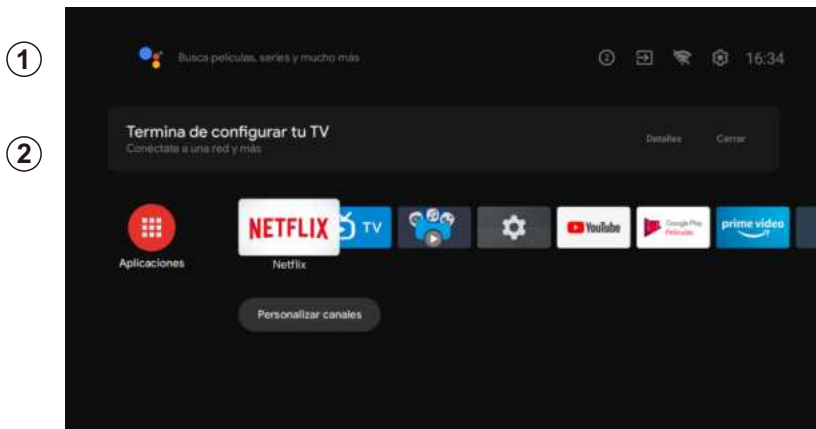 1
Busca películas, series y mucho más
2
16:34
2
Termina de configurar tu TV
Conéctate a una red y más
Detalles
Cerrar
NETFLIX
TV
YouTube
Google Play
Películas
prime video
Aplicaciones
Netflix
Personalizar canales